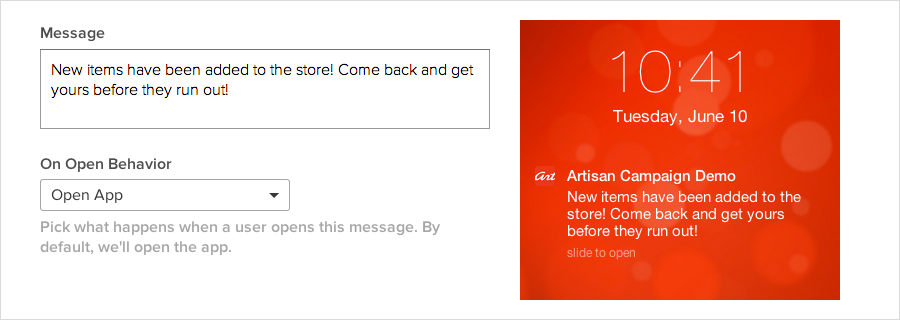 Message
New items have been added to the store! Come back and get
yours before they run out!
On Open Behavior
Open App
Pick what happens when a user opens this message. By
default, we'll open the app.
10:41
Tuesday, June 10
Art
Artisan Campaign Demo
New items have been added to the
store! Come back and get yours
before they run out!
slide to open